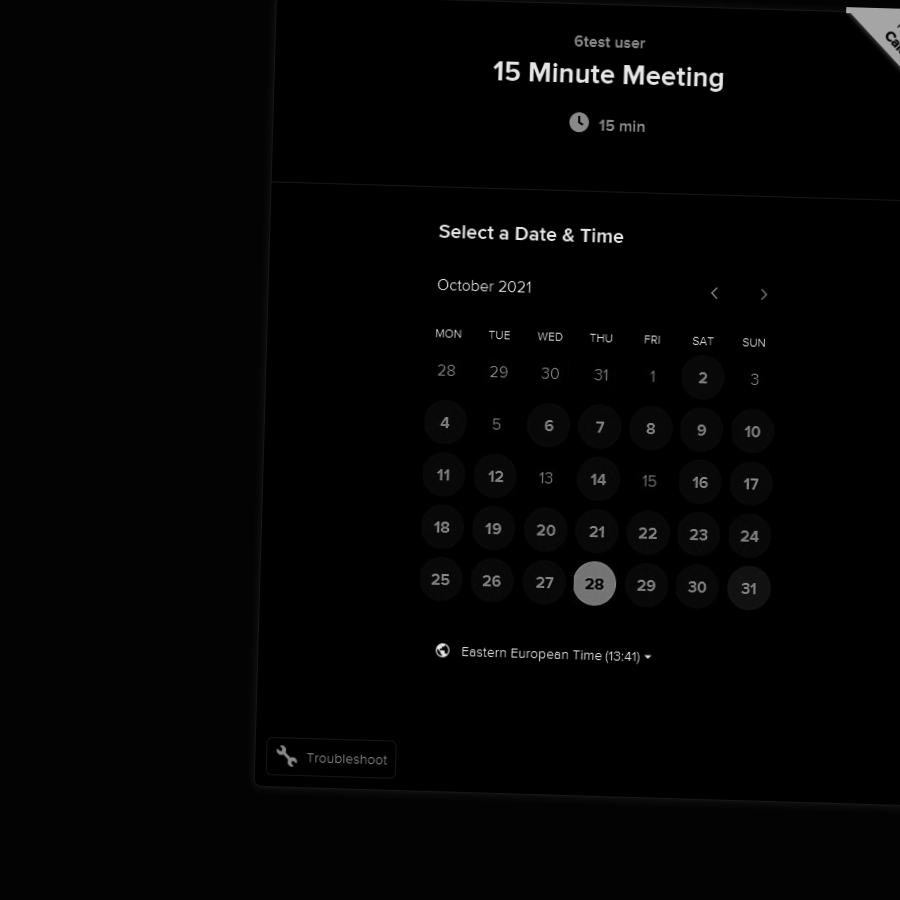 6test user
15 Minute Meeting
15 min
Select a Date & Time
October 2021
MON TUE WED THU FRI SAT SUN
28 29 30 31 1 2 3
4 5 6 7 8 9 10
11 12 13 14 15 16 17
18 19 20 21 22 23 24
25 26 27 28 29 30 31
Eastern European Time (13:41)
Troubleshoot